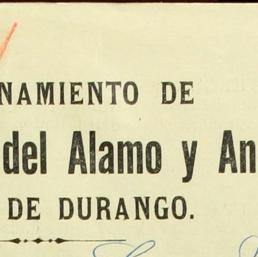 NAMIENTO DE
del Alamo y An
DE DURANGO.